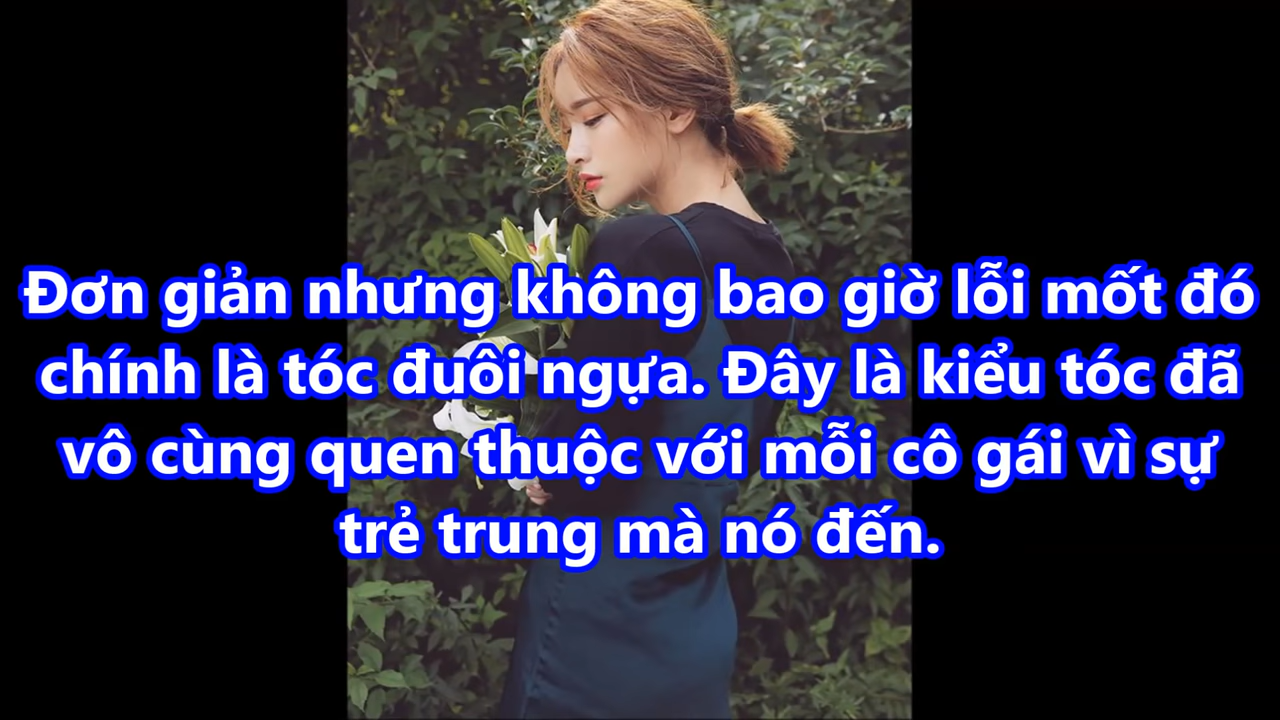 Đơn giản nhưng không bao giờ lỗi mốt đó
chính là tóc đuôi ngựa. Đây là kiểu tóc đã
vô cùng quen thuộc với mỗi cô gái vì sự
trẻ trung mà nó đến.